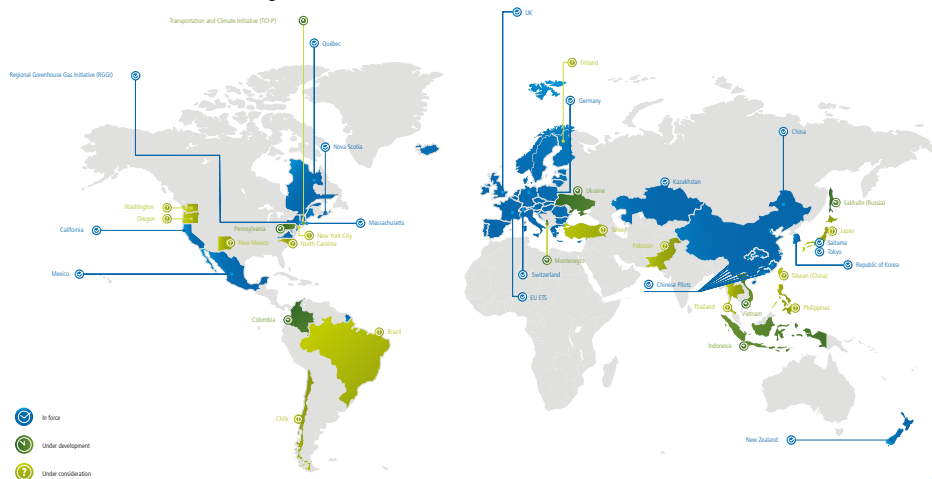 Transportation and Climate Initiative (TCI-P)
UK
Québec
Finland
Regional Greenhouse Gas Initiative (RGGI)
Germany
China
Nova Scotia
Kazakhstan
Ukraine
Washington
Sakhalin (Russia)
Oregon
Massachusetts
California
Pennsylvania
New York City
Turkey
Japan
New Mexico
North Carolina
Pakistan
Saitama
Tokyo
Montenegro
Republic of Korea
Mexico
Switzerland
Taiwan (China)
Chinese Pilots
EU ETS
Thailand
Vietnam
Philippines
Colombia
Brazil
Indonesia
Chile
In force
New Zealand
Under development
Under consideration